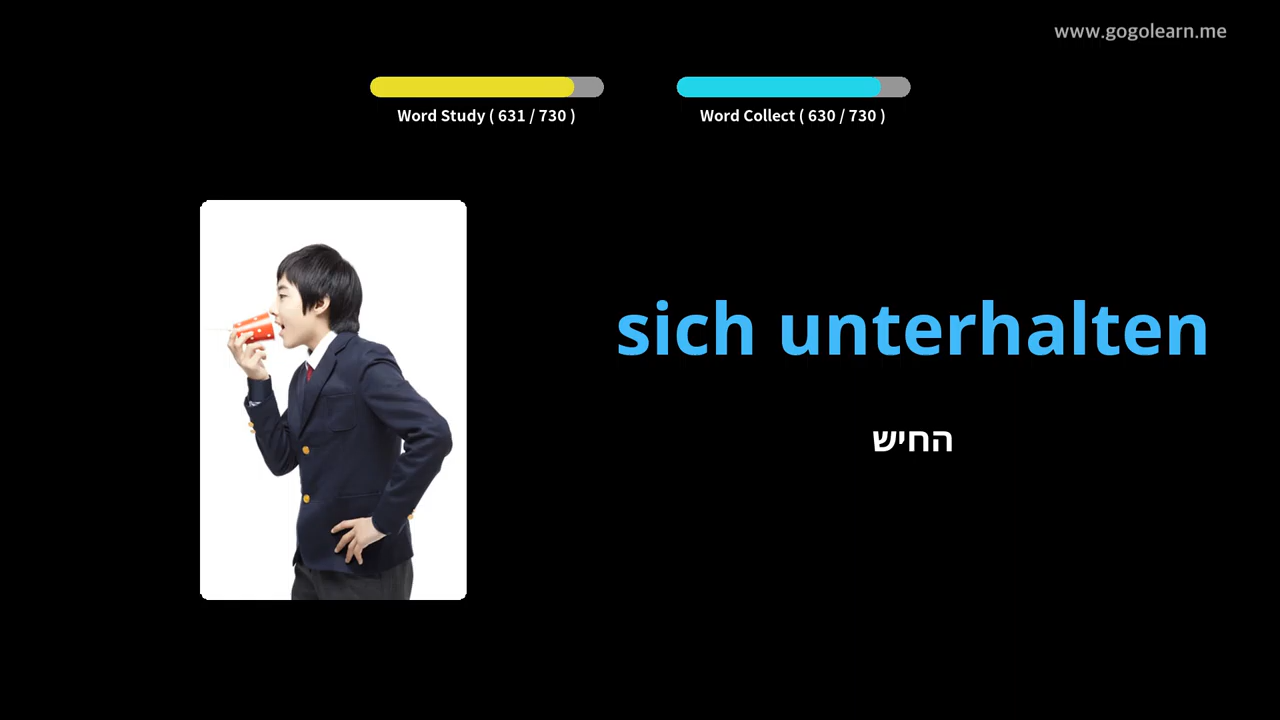 www.gogolearn.me
Word Study ( 631 / 730 )
Word Collect ( 630 / 730 )
sich unterhalten
החיש